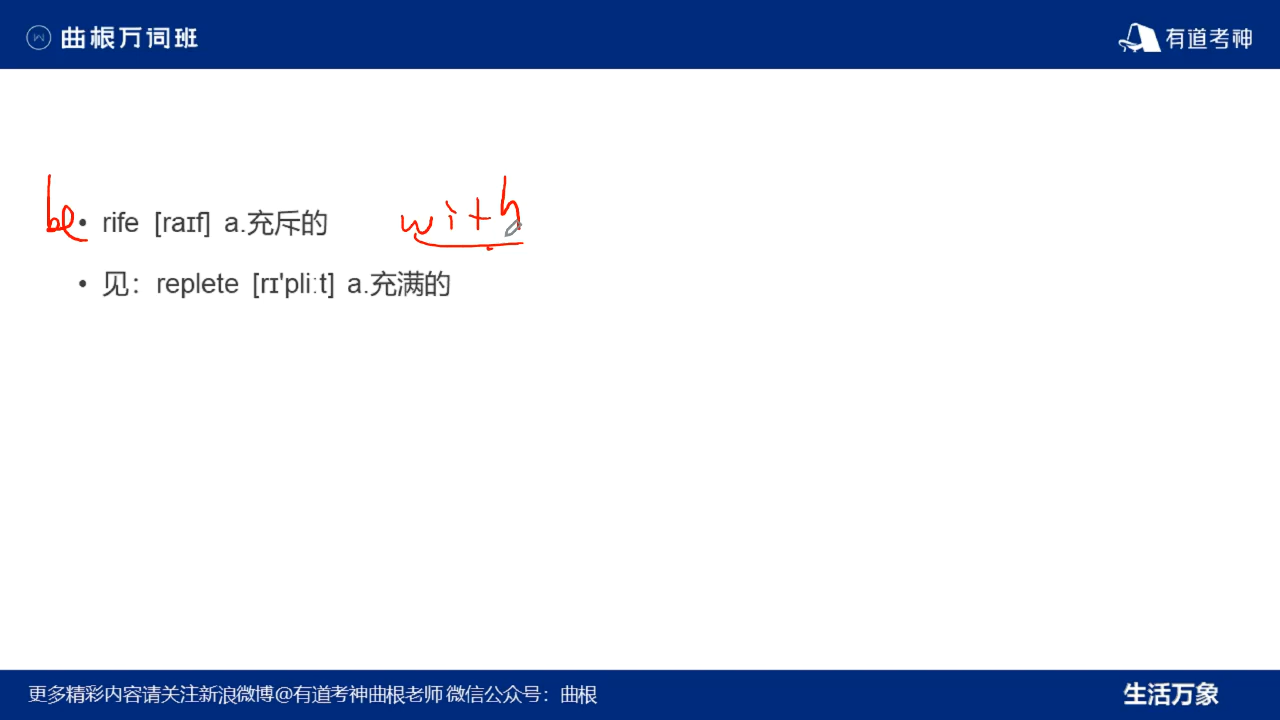 曲根万词班
有道考神
be • rife [raɪf] a.充斥的 with
• 见：replete [rɪ'pliːt] a.充满的
更多精彩内容请关注新浪微博@有道考神曲根老师 微信公众号：曲根
生活万象